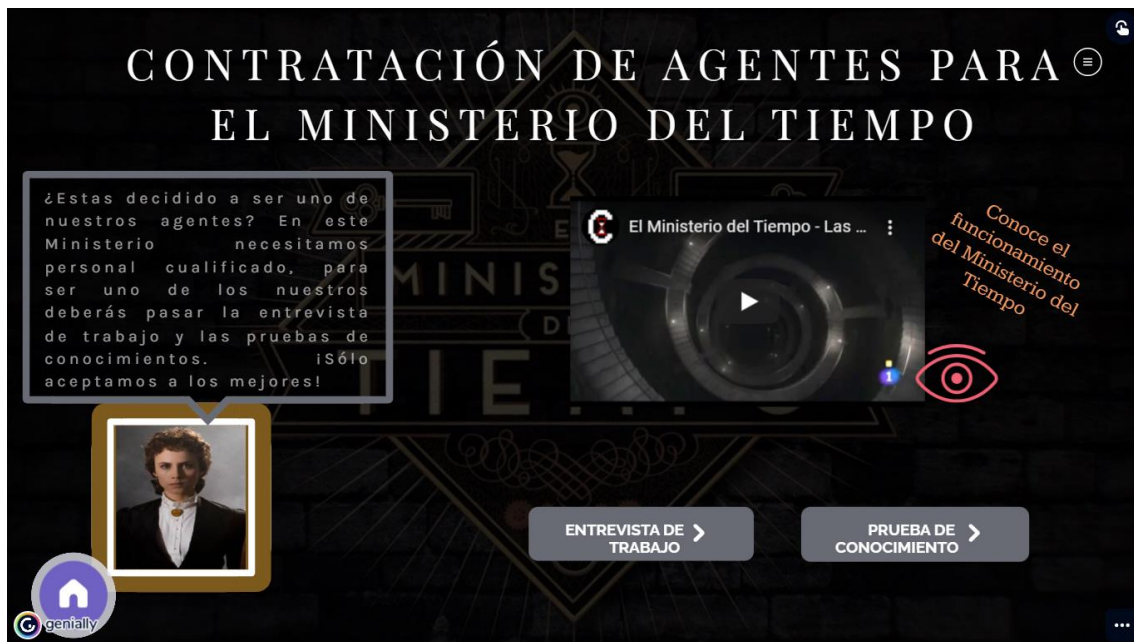 CONTRATACIÓN DE AGENTES PARA
EL MINISTERIO DEL TIEMPO
¿Estas decidido a ser uno de
nuestros agentes? En este
Ministerio necesitamos
personal cualificado, para
ser uno de los nuestros
deberás pasar la entrevista
de trabajo y las pruebas de
conocimientos. ¡Sólo
aceptamos a los mejores!
El Ministerio del Tiempo - Las ...
1
Conoce el
funcionamiento
del Ministerio del
Tiempo
MINIS
TIEMPO
ENTREVISTA DE
TRABAJO
PRUEBA DE
CONOCIMIENTO
genially